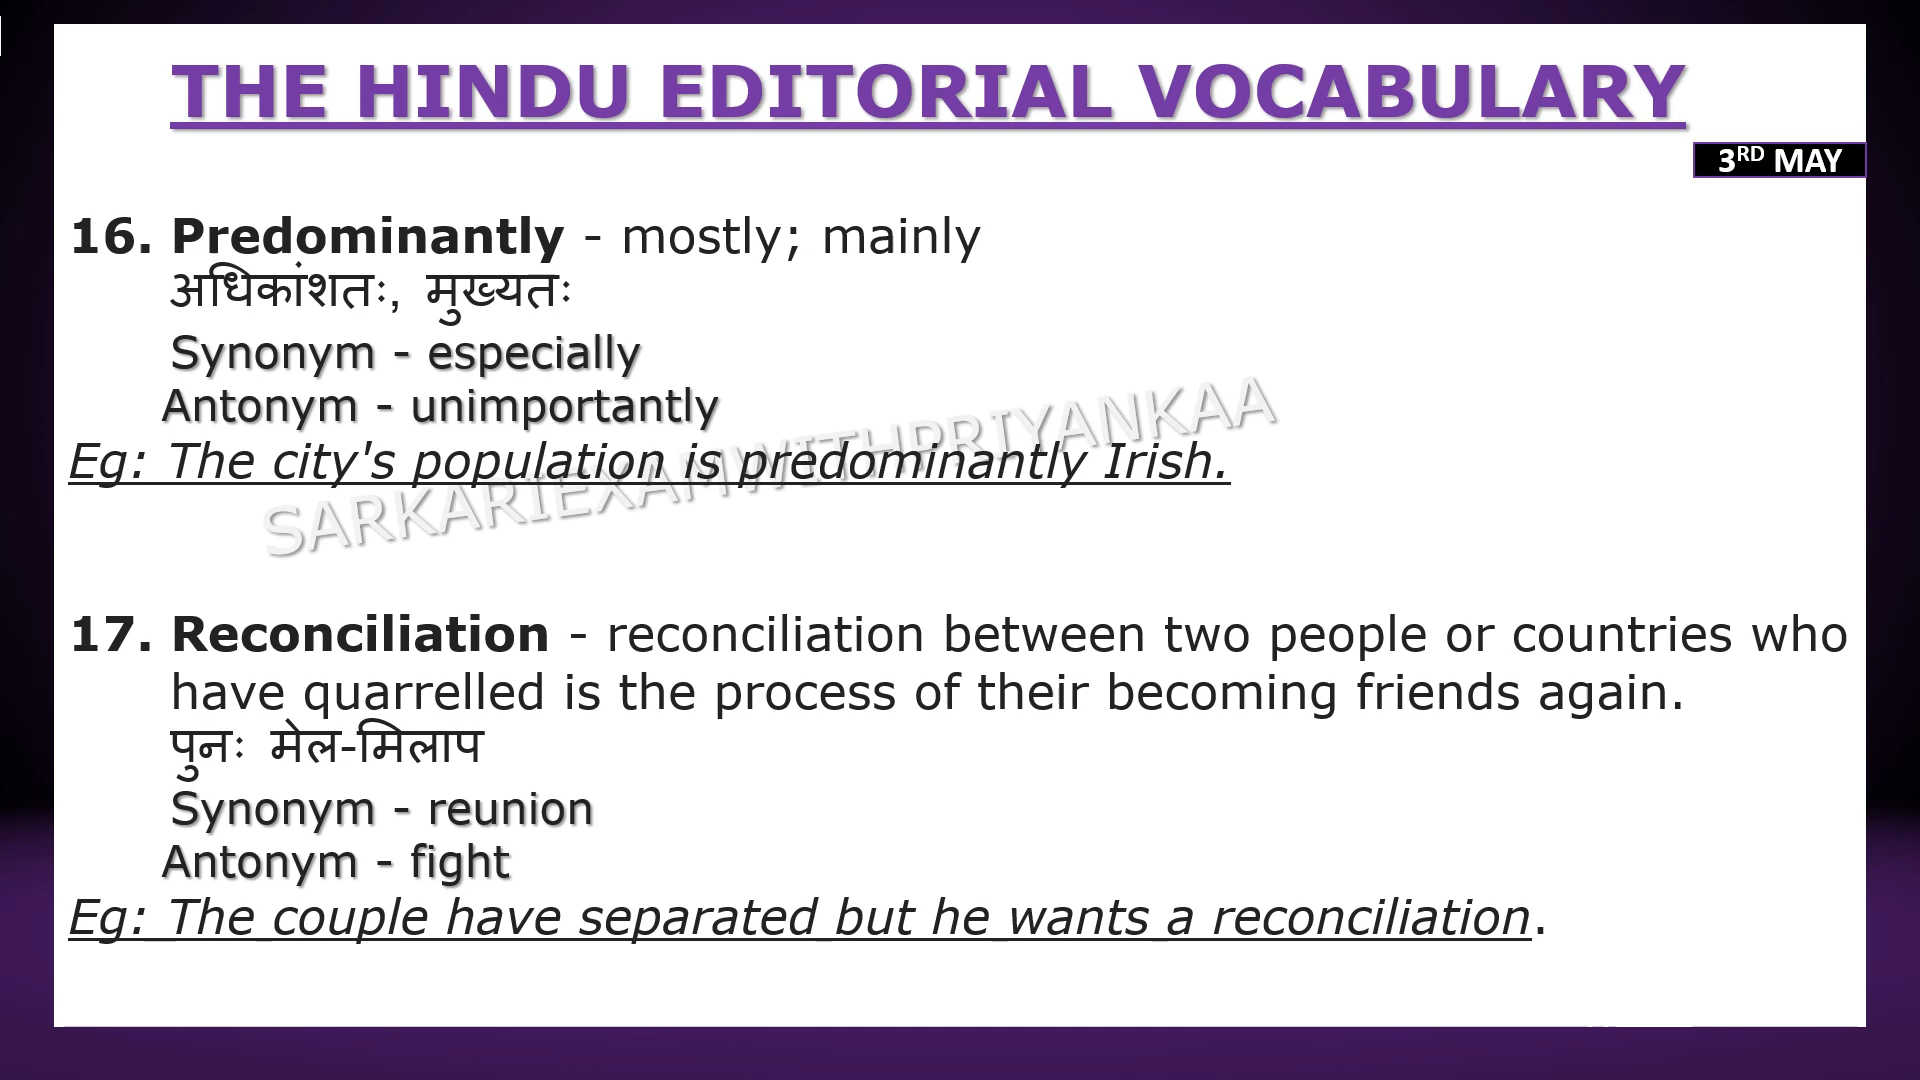 THE HINDU EDITORIAL VOCABULARY
3RD MAY
16. Predominantly - mostly; mainly
अधिकांशतः, मुख्यतः
Synonym - especially
Antonym - unimportantly
Eg: The city's population is predominantly Irish.
SARKARIEXAMWITHPRIYANKAA
17. Reconciliation - reconciliation between two people or countries who
have quarrelled is the process of their becoming friends again.
पुनः मेल-मिलाप
Synonym - reunion
Antonym - fight
Eg: The couple have separated but he wants a reconciliation.